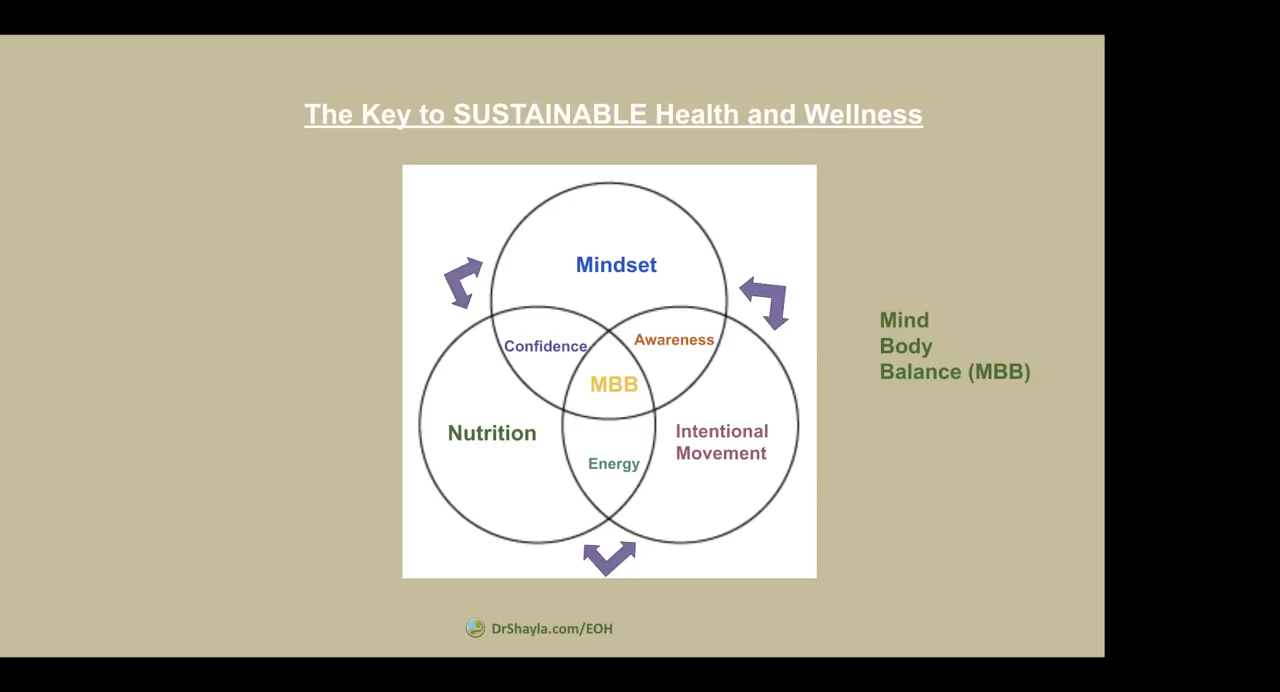 The Key to SUSTAINABLE Health and Wellness
Mindset
Confidence
Awareness
MBB
Nutrition
Intentional
Movement
Energy
Mind
Body
Balance (MBB)
DrShayla.com/EOH